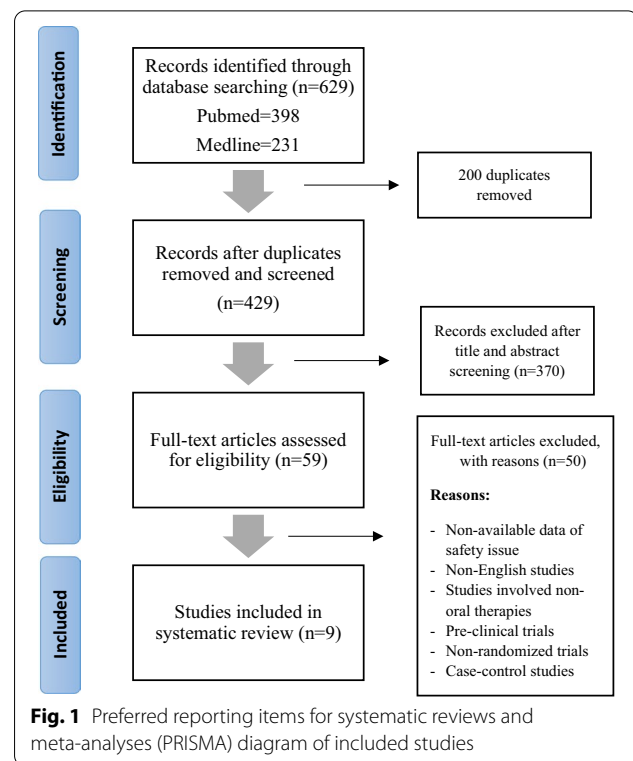 Identification
Records identified through
database searching (n=629)
Pubmed=398
Medline=231
200 duplicates
removed
Screening
Records after duplicates
removed and screened
(n=429)
Records excluded after
title and abstract
screening (n=370)
Eligibility
Full-text articles assessed
for eligibility (n=59)
Full-text articles excluded,
with reasons (n=50)
Reasons:
- Non-available data of
safety issue
- Non-English studies
- Studies involved non-
oral therapies
- Pre-clinical trials
- Non-randomized trials
- Case-control studies
Included
Studies included in
systematic review (n=9)
Fig. 1 Preferred reporting items for systematic reviews and
meta-analyses (PRISMA) diagram of included studies